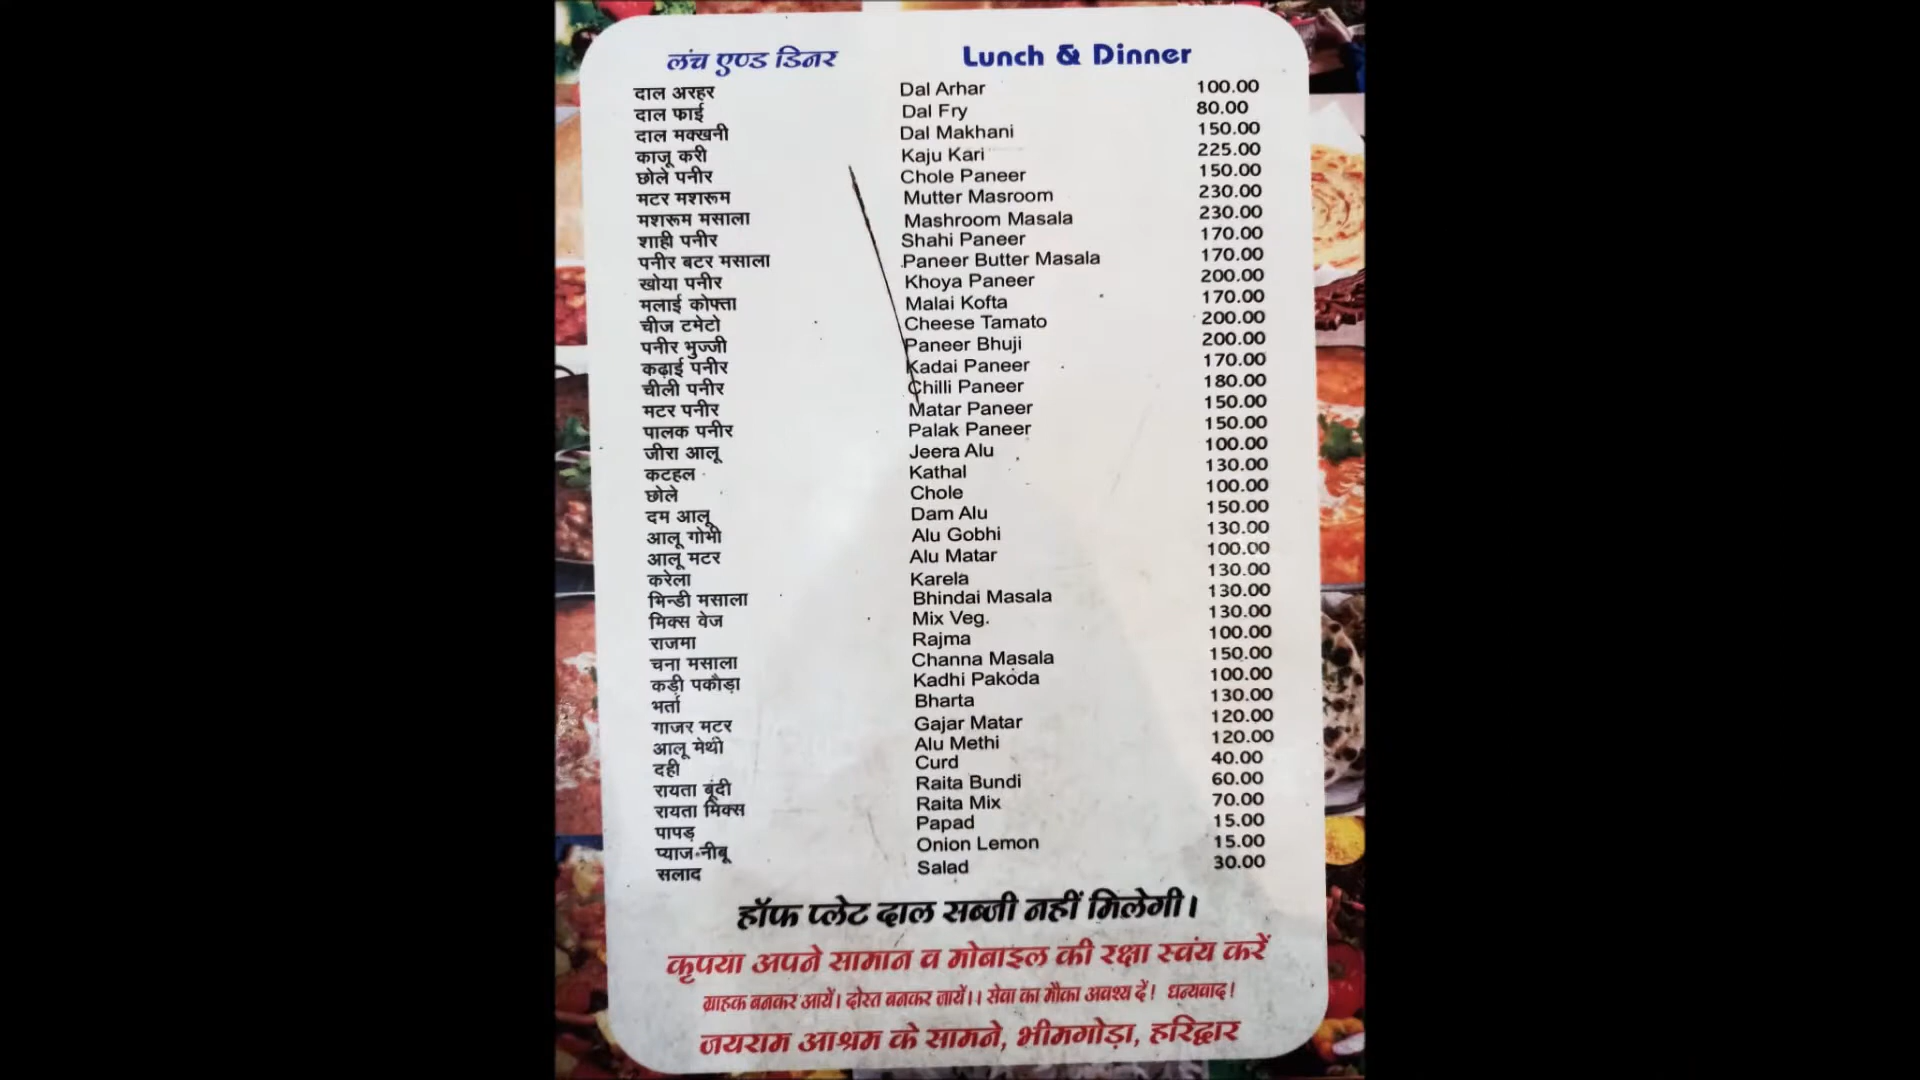 लंच एण्ड डिनर Lunch & Dinner
दाल अरहर Dal Arhar 100.00
दाल फाई Dal Fry 80.00
दाल मक्खनी Dal Makhani 150.00
काजू करी Kaju Kari 225.00
छोले पनीर Chole Paneer 150.00
मटर मशरूम Mutter Masroom 230.00
मशरूम मसाला Mashroom Masala 230.00
शाही पनीर Shahi Paneer 170.00
पनीर बटर मसाला Paneer Butter Masala 170.00
खोया पनीर Khoya Paneer 200.00
मलाई कोफ्ता Malai Kofta 170.00
चीज टमेटो Cheese Tamato 200.00
पनीर भुज्जी Paneer Bhuji 200.00
कढ़ाई पनीर Kadai Paneer 170.00
चीली पनीर Chilli Paneer 180.00
मटर पनीर Matar Paneer 150.00
पालक पनीर Palak Paneer 150.00
जीरा आलू Jeera Alu 100.00
कटहल Kathal 130.00
छोले Chole 100.00
दम आलू Dam Alu 150.00
आलू गोभी Alu Gobhi 130.00
आलू मटर Alu Matar 100.00
करेला Karela 130.00
भिन्डी मसाला Bhindai Masala 130.00
मिक्स वेज Mix Veg. 130.00
राजमा Rajma 100.00
चना मसाला Channa Masala 150.00
कड़ी पकौड़ा Kadhi Pakoda 100.00
भर्ता Bharta 130.00
गाजर मटर Gajar Matar 120.00
आलू मेथी Alu Methi 120.00
दही Curd 40.00
रायता बूंदी Raita Bundi 60.00
रायता मिक्स Raita Mix 70.00
पापड़ Papad 15.00
प्याज-नीबू Onion Lemon 15.00
सलाद Salad 30.00
हॉफ प्लेट दाल सब्जी नहीं मिलेगी।
कृपया अपने सामान व मोबाइल की रक्षा स्वंय करें
ग्राहक बनकर आयें। दोस्त बनकर जायें।। सेवा का मौका अवश्य दें! धन्यवाद!
जयराम आश्रम के सामने, भीमगोड़ा, हरिद्वार